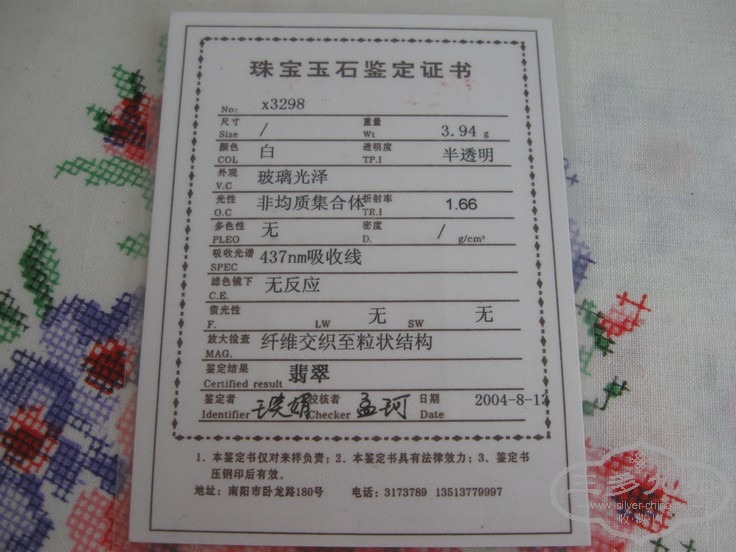 珠宝玉石鉴定证书
No: x3298
尺寸 Size / 重量 Wt 3.94 g
颜色 COL 白 透明度 TP.I 半透明
外观 V.C 玻璃光泽
光性 O.C 非均质集合体 折射率 TR.I 1.66
多色性 PLEO 无 密度 D. / g/cm³
吸收光谱 SPEC 437nm吸收线
滤色镜下 C.E. 无反应
萤光性 F. LW 无 SW 无
放大检查 MAG. 纤维交织至粒状结构
鉴定结果 Certified result 翡翠
鉴定者 Identifier 校核者 Checker 孟珂 日期 Date 2004-8-12
1、本鉴定书仅对来样负责；2、本鉴定书具有法律效力；3、鉴定书
压钢印后有效。
地址：南阳市卧龙路180号 电话：3173789 13513779997
www.silver-china.net